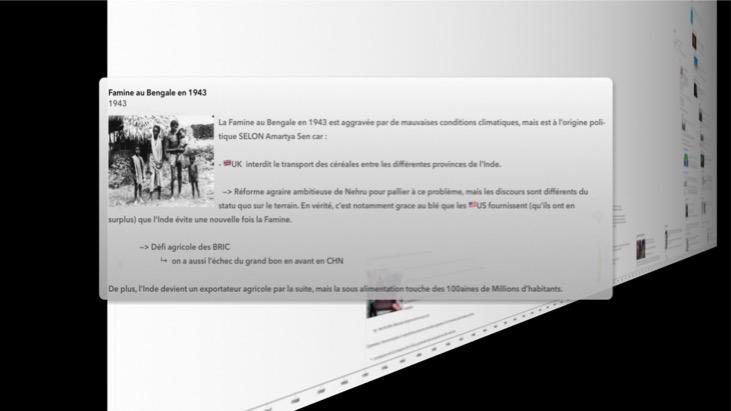 Famine au Bengale en 1943
1943
La Famine au Bengale en 1943 est aggravée par de mauvaises conditions climatiques, mais est à l'origine poli-
tique SELON Amartya Sen car :
- 🇬🇧UK interdit le transport des céréales entre les différentes provinces de l'Inde.
–> Réforme agraire ambitieuse de Nehru pour pallier à ce problème, mais les discours sont différents du
statu quo sur le terrain. En vérité, c'est notamment grace au blé que les 🇺🇸US fournissent (qu'ils ont en
surplus) que l'Inde évite une nouvelle fois la Famine.
–> Défi agricole des BRIC
↳ on a aussi l'échec du grand bon en avant en CHN
De plus, l'Inde devient un exportateur agricole par la suite, mais la sous alimentation touche des 100aines de Millions d'habitants.